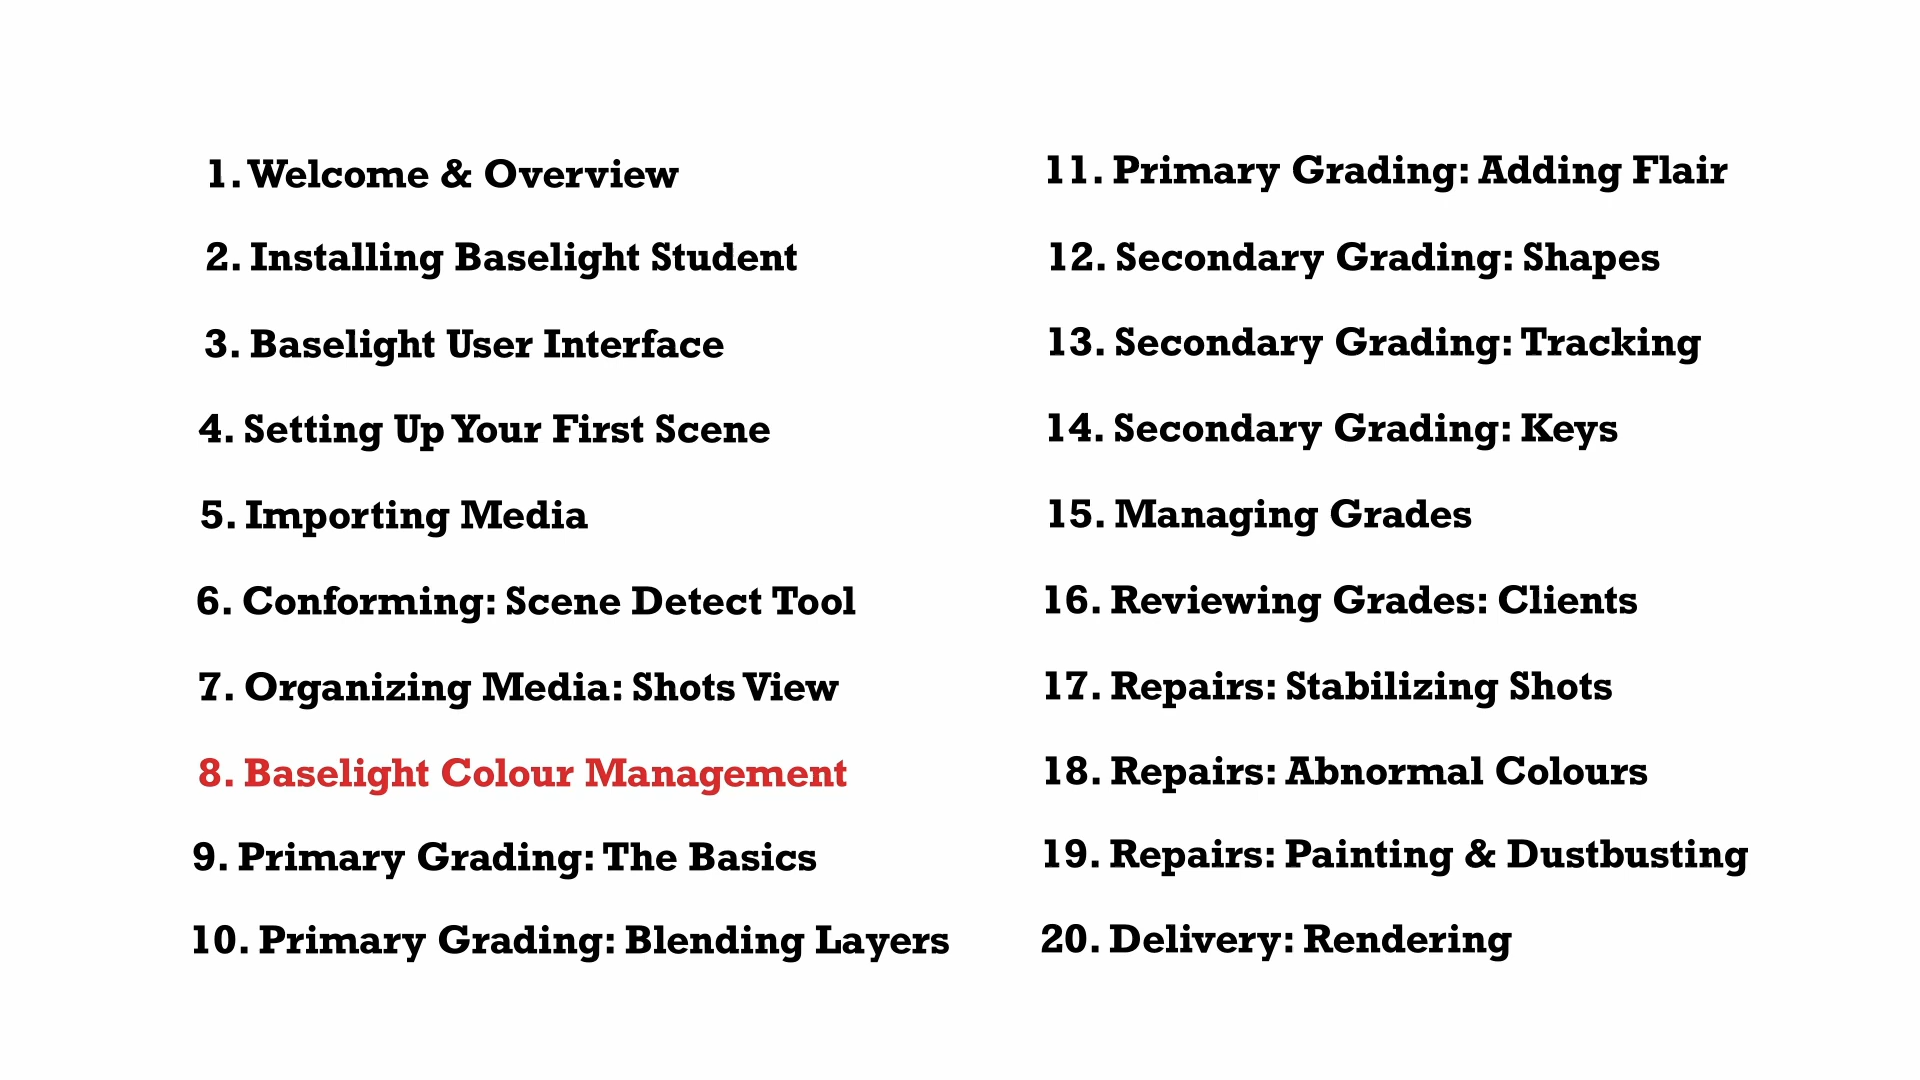 1. Welcome & Overview
2. Installing Baselight Student
3. Baselight User Interface
4. Setting Up Your First Scene
5. Importing Media
6. Conforming: Scene Detect Tool
7. Organizing Media: Shots View
8. Baselight Colour Management
9. Primary Grading: The Basics
10. Primary Grading: Blending Layers
11. Primary Grading: Adding Flair
12. Secondary Grading: Shapes
13. Secondary Grading: Tracking
14. Secondary Grading: Keys
15. Managing Grades
16. Reviewing Grades: Clients
17. Repairs: Stabilizing Shots
18. Repairs: Abnormal Colours
19. Repairs: Painting & Dustbusting
20. Delivery: Rendering